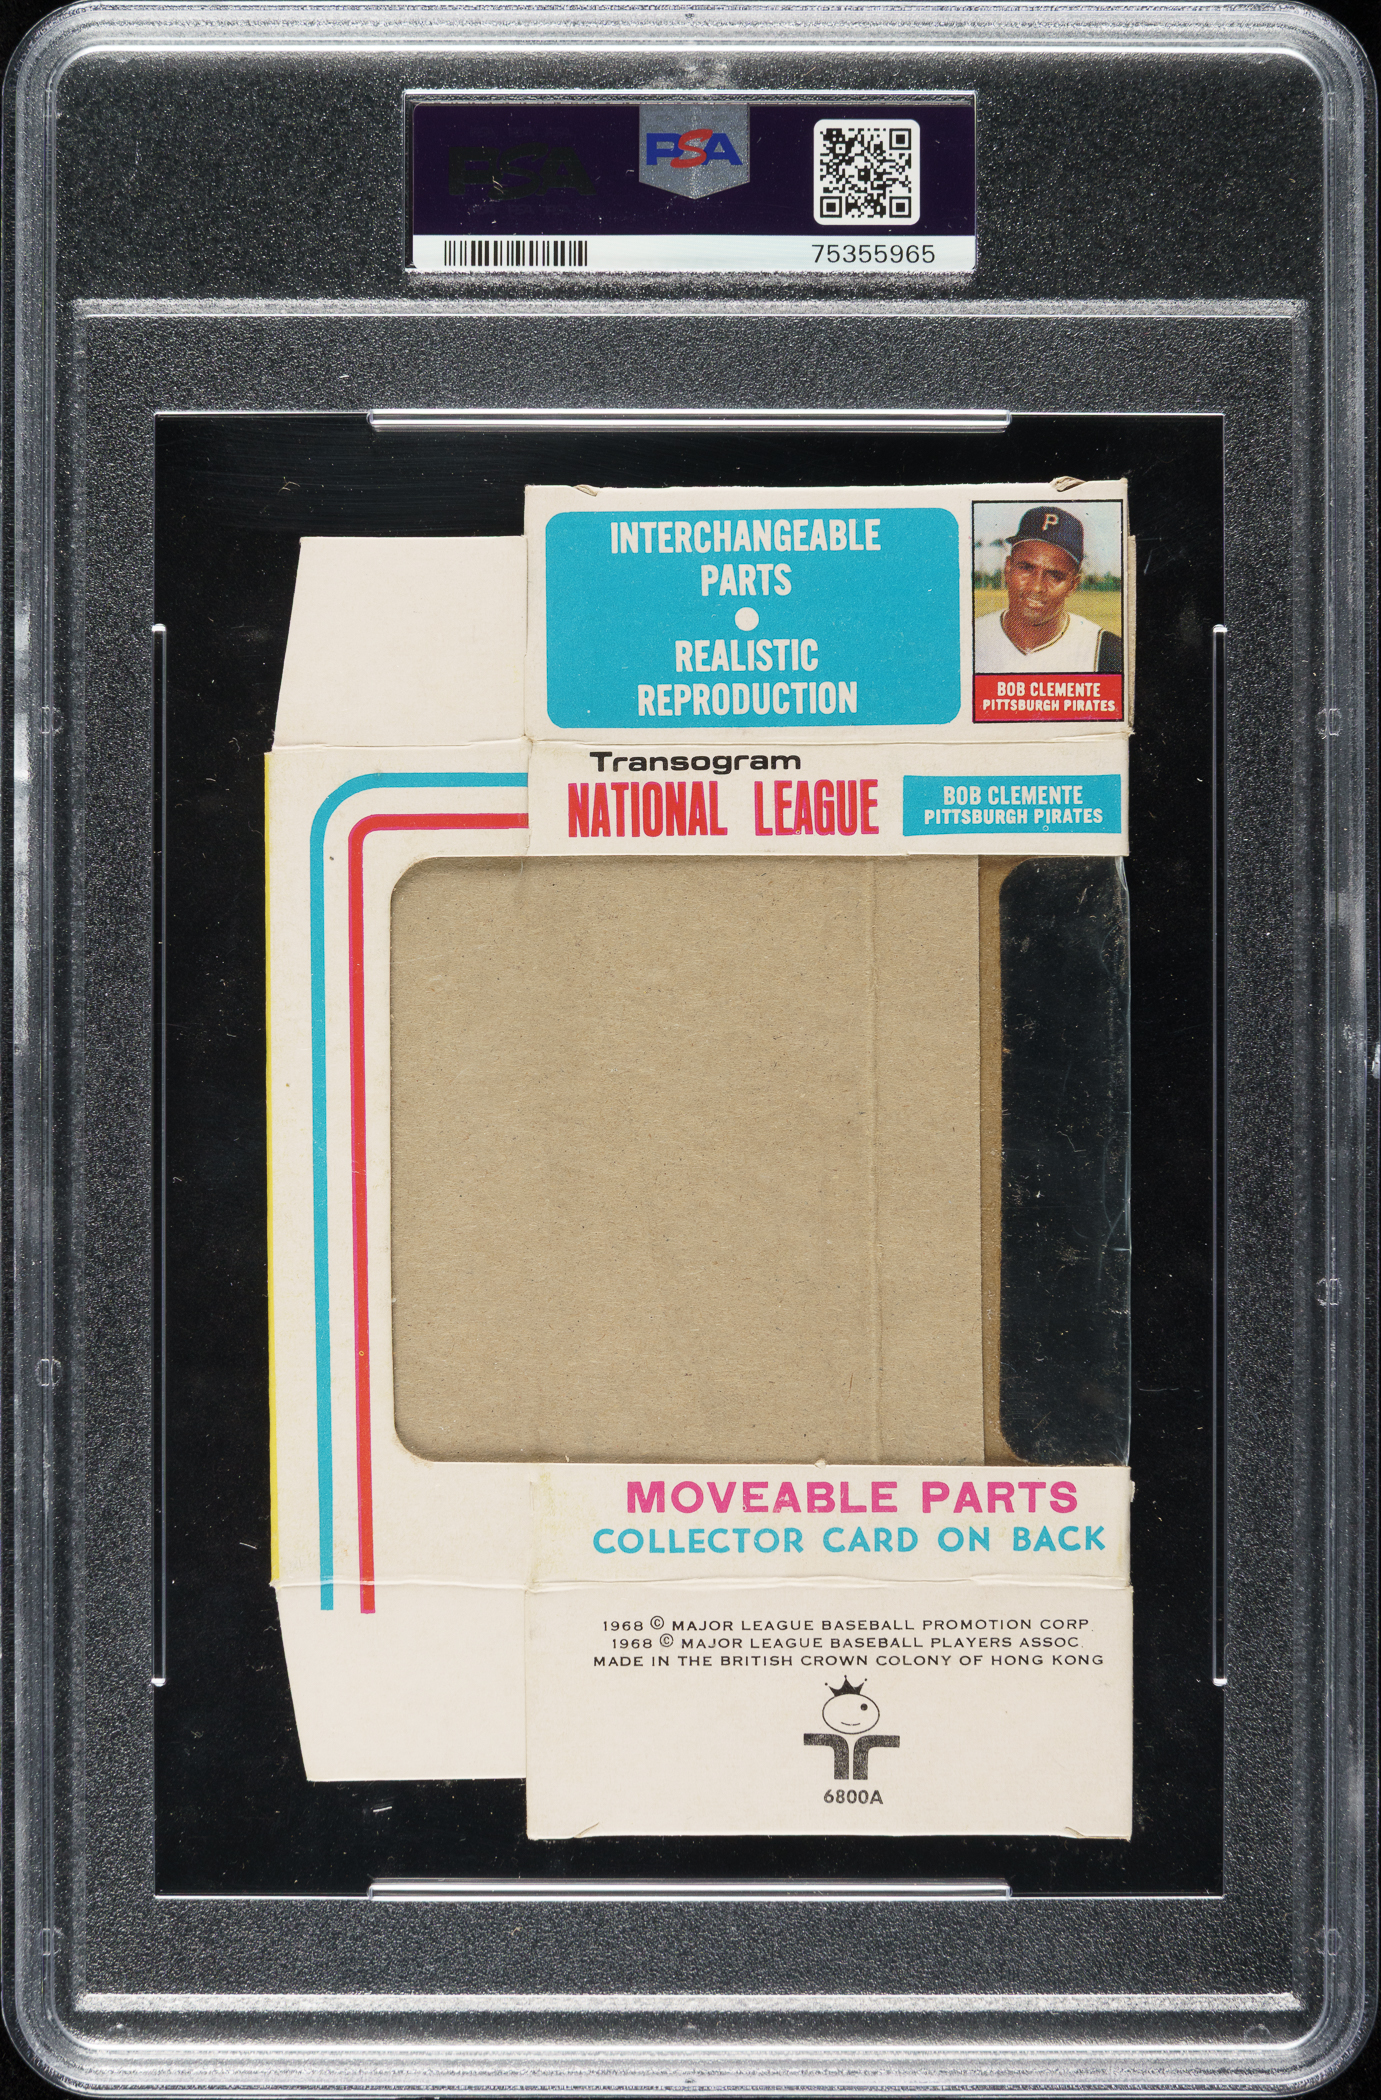 PSA
PSA
75355965
INTERCHANGEABLE
PARTS
REALISTIC
REPRODUCTION
P
BOB CLEMENTE
PITTSBURGH PIRATES
Transogram
NATIONAL LEAGUE
BOB CLEMENTE
PITTSBURGH PIRATES
MOVEABLE PARTS
COLLECTOR CARD ON BACK
1968 © MAJOR LEAGUE BASEBALL PROMOTION CORP.
1968 © MAJOR LEAGUE BASEBALL PLAYERS ASSOC.
MADE IN THE BRITISH CROWN COLONY OF HONG KONG
6800A